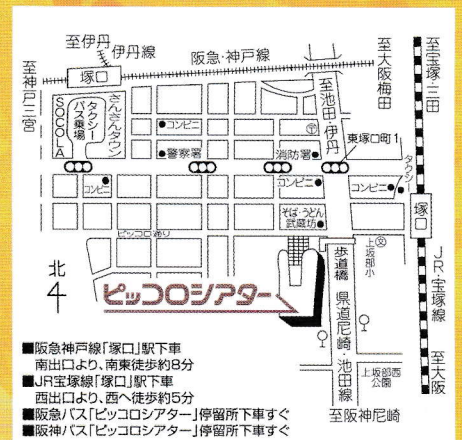 至伊丹
伊丹線
阪急・神戸線
至大阪梅田
至宝塚・三田
塚口
至神戸三宮
SOCOLA
タクシー
バス乗場
さんさんタウン
コンビニ
警察署
消防署
至池田 伊丹
東塚口町1
タクシー
コンビニ
コンビニ
コンビニ
塚口
そば・うどん
武蔵坊
ピッコロ通り
歩道橋
上坂部小
文
北
4
ピッコロシアター
県道尼崎・池田線
JR・宝塚線
上坂部西
公園
至大阪
至阪神尼崎
■阪急神戸線「塚口」駅下車
南出口より、南東徒歩約8分
■JR宝塚線「塚口」駅下車
西出口より、西へ徒歩約5分
■阪急バス「ピッコロシアター」停留所下車すぐ
■阪神バス「ピッコロシアター」停留所下車すぐ